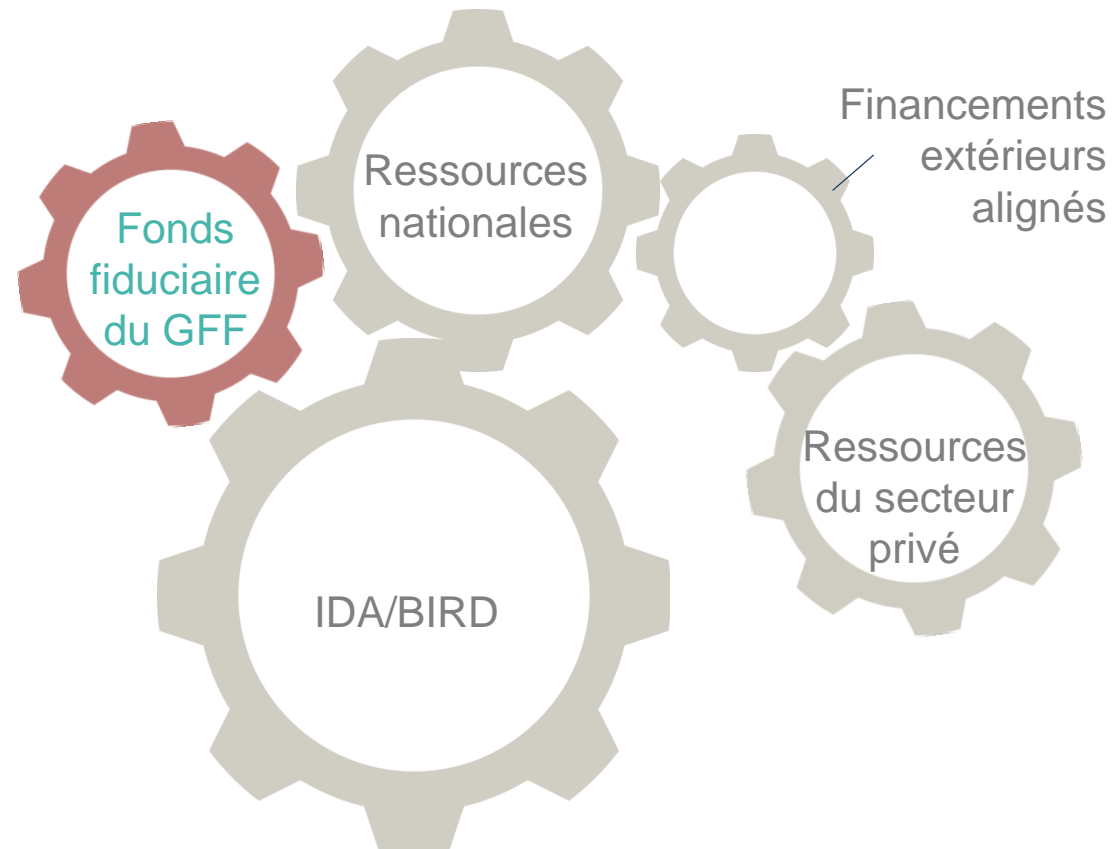 Fonds
fiduciaire
du GFF
Ressources
nationales
Financements
extérieurs
alignés
Ressources
du secteur
privé
IDA/BIRD